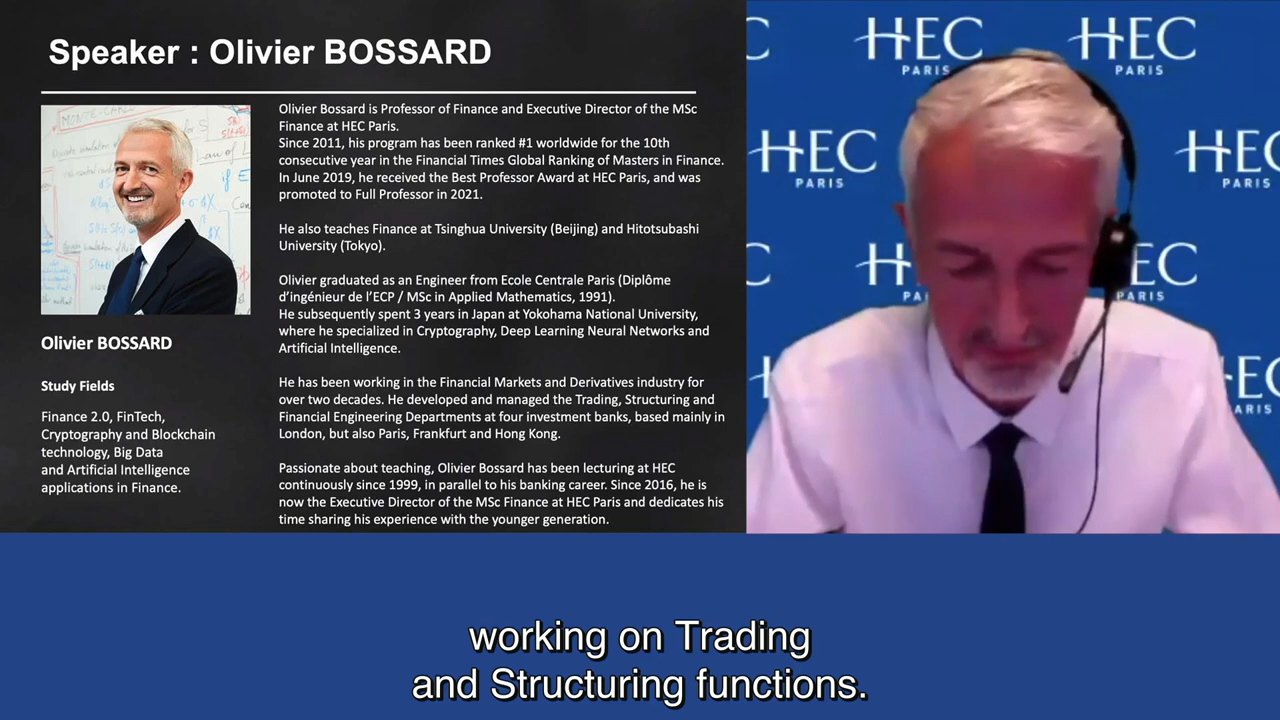 Speaker : Olivier BOSSARD
Olivier BOSSARD
Study Fields
Finance 2.0, FinTech,
Cryptography and Blockchain
technology, Big Data
and Artificial Intelligence
applications in Finance.
Olivier Bossard is Professor of Finance and Executive Director of the MSc
Finance at HEC Paris.
Since 2011, his program has been ranked #1 worldwide for the 10th
consecutive year in the Financial Times Global Ranking of Masters in Finance.
In June 2019, he received the Best Professor Award at HEC Paris, and was
promoted to Full Professor in 2021.
He also teaches Finance at Tsinghua University (Beijing) and Hitotsubashi
University (Tokyo).
Olivier graduated as an Engineer from Ecole Centrale Paris (Diplôme
d'ingénieur de l'ECP / MSc in Applied Mathematics, 1991).
He subsequently spent 3 years in Japan at Yokohama National University,
where he specialized in Cryptography, Deep Learning Neural Networks and
Artificial Intelligence.
He has been working in the Financial Markets and Derivatives industry for
over two decades. He developed and managed the Trading, Structuring and
Financial Engineering Departments at four investment banks, based mainly in
London, but also Paris, Frankfurt and Hong Kong.
Passionate about teaching, Olivier Bossard has been lecturing at HEC
continuously since 1999, in parallel to his banking career. Since 2016, he is
now the Executive Director of the MSc Finance at HEC Paris and dedicates his
time sharing his experience with the younger generation.
MONTE-CARLO
HEC
PARIS
HEC
PARIS
HEC
PARIS
HEC
PARIS
working on Trading
and Structuring functions.